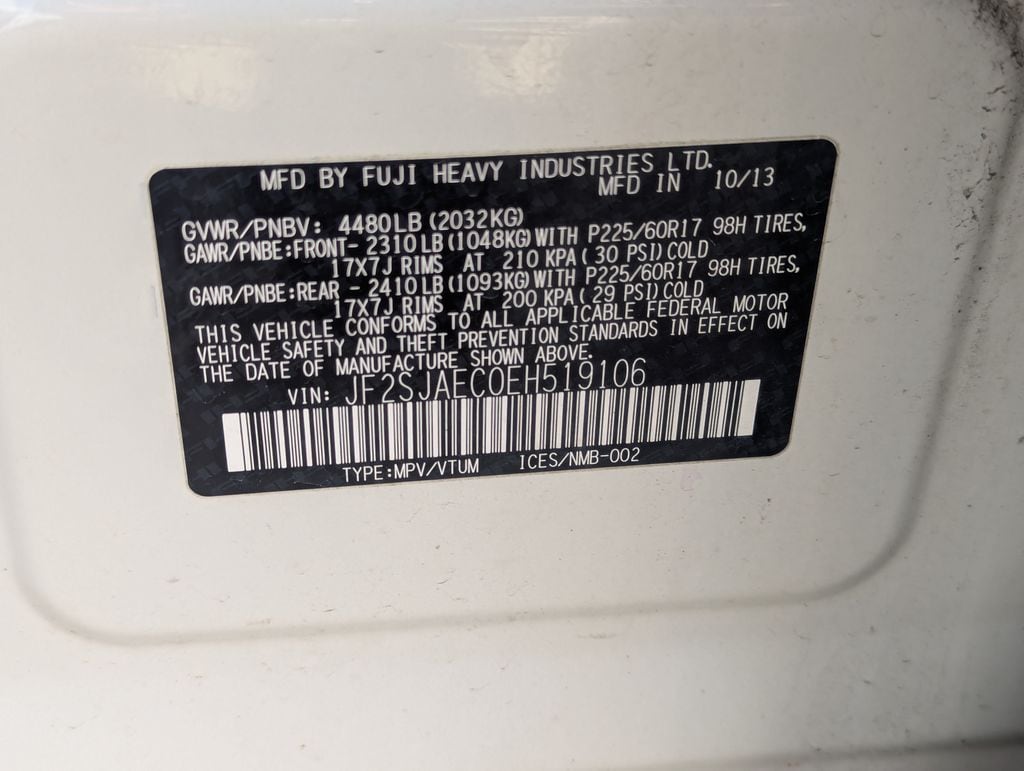 MFD BY FUJI HEAVY INDUSTRIES LTD.
MFD IN 10/13
GVWR/PNBV: 4480LB (2032KG)
GAWR/PNBE:FRONT- 2310LB (1048KG) WITH P225/60R17 98H TIRES,
17X7J RIMS AT 210 KPA ( 30 PSI) COLD
GAWR/PNBE:REAR - 2410LB (1093KG) WITH P225/60R17 98H TIRES,
17X7J RIMS AT 200 KPA ( 29 PSI) COLD
THIS VEHICLE CONFORMS TO ALL APPLICABLE FEDERAL MOTOR
VEHICLE SAFETY AND THEFT PREVENTION STANDARDS IN EFFECT ON
THE DATE OF MANUFACTURE SHOWN ABOVE.
VIN: JF2SJAEC0EH519106
TYPE:MPV/VTUM ICES/NMB-002